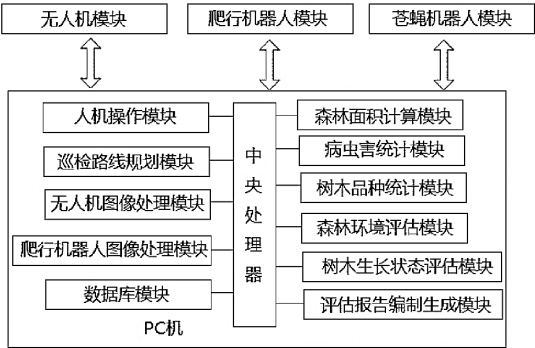 无人机模块
爬行机器人模块
苍蝇机器人模块
人机操作模块
巡检路线规划模块
无人机图像处理模块
爬行机器人图像处理模块
数据库模块
PC机
中央处理器
森林面积计算模块
病虫害统计模块
树木品种统计模块
森林环境评估模块
树木生长状态评估模块
评估报告编制生成模块